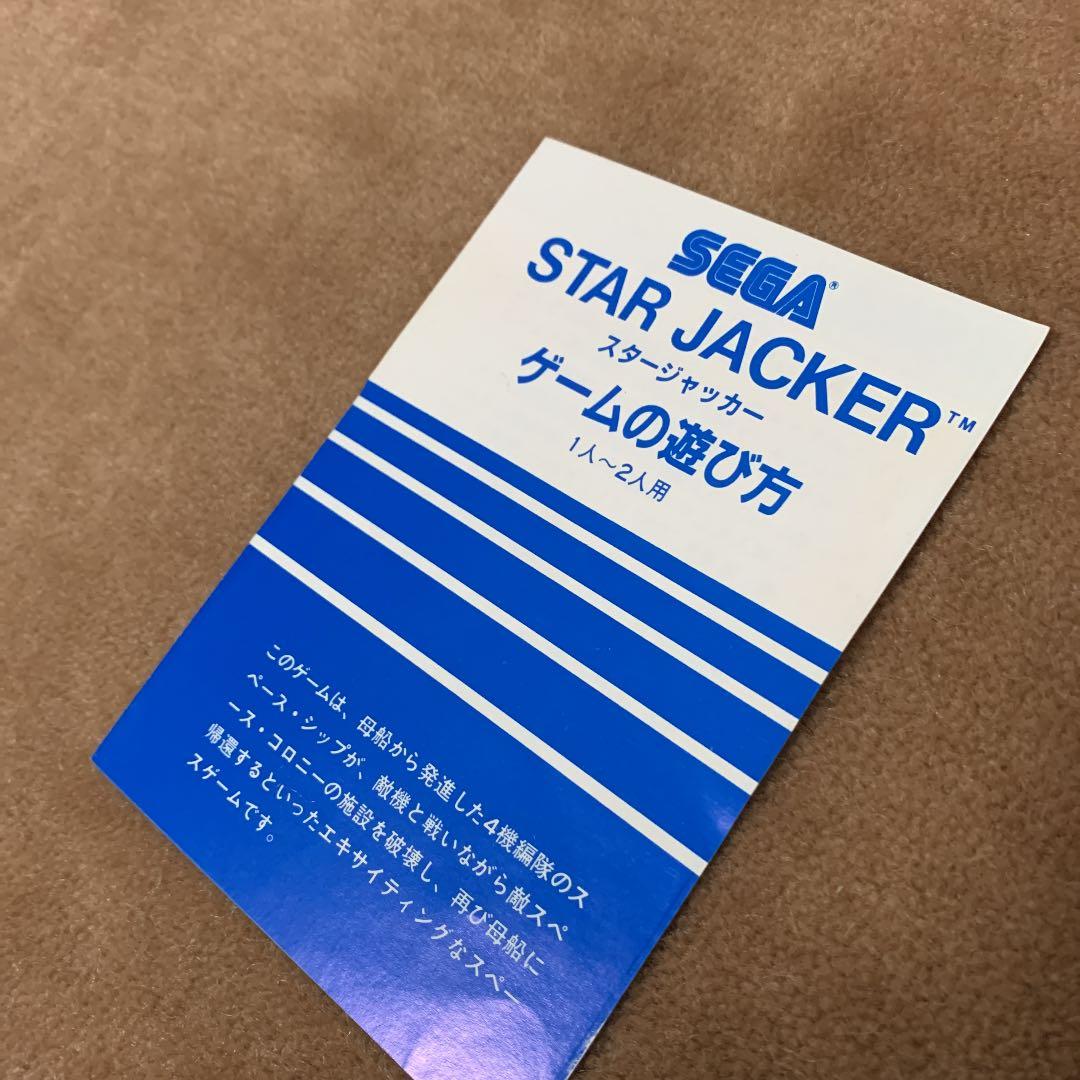 SEGA®
STAR JACKER™
スタージャッカー
ゲームの遊び方
1人〜2人用
このゲームは、母船から発進した4機編隊のス
ペース・シップが、敵機と戦いながら敵スペ
ース・コロニーの施設を破壊し、再び母船に
帰還するといったエキサイティングなスペー
スゲームです。